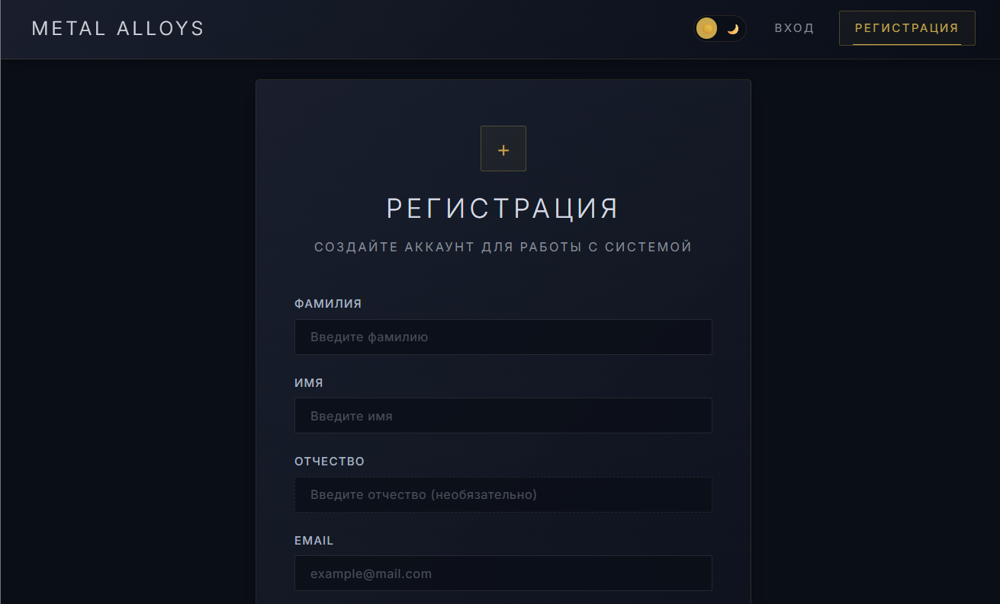 METAL ALLOYS
ВХОД
РЕГИСТРАЦИЯ
+
РЕГИСТРАЦИЯ
СОЗДАЙТЕ АККАУНТ ДЛЯ РАБОТЫ С СИСТЕМОЙ
ФАМИЛИЯ
Введите фамилию
ИМЯ
Введите имя
ОТЧЕСТВО
Введите отчество (необязательно)
EMAIL
example@mail.com